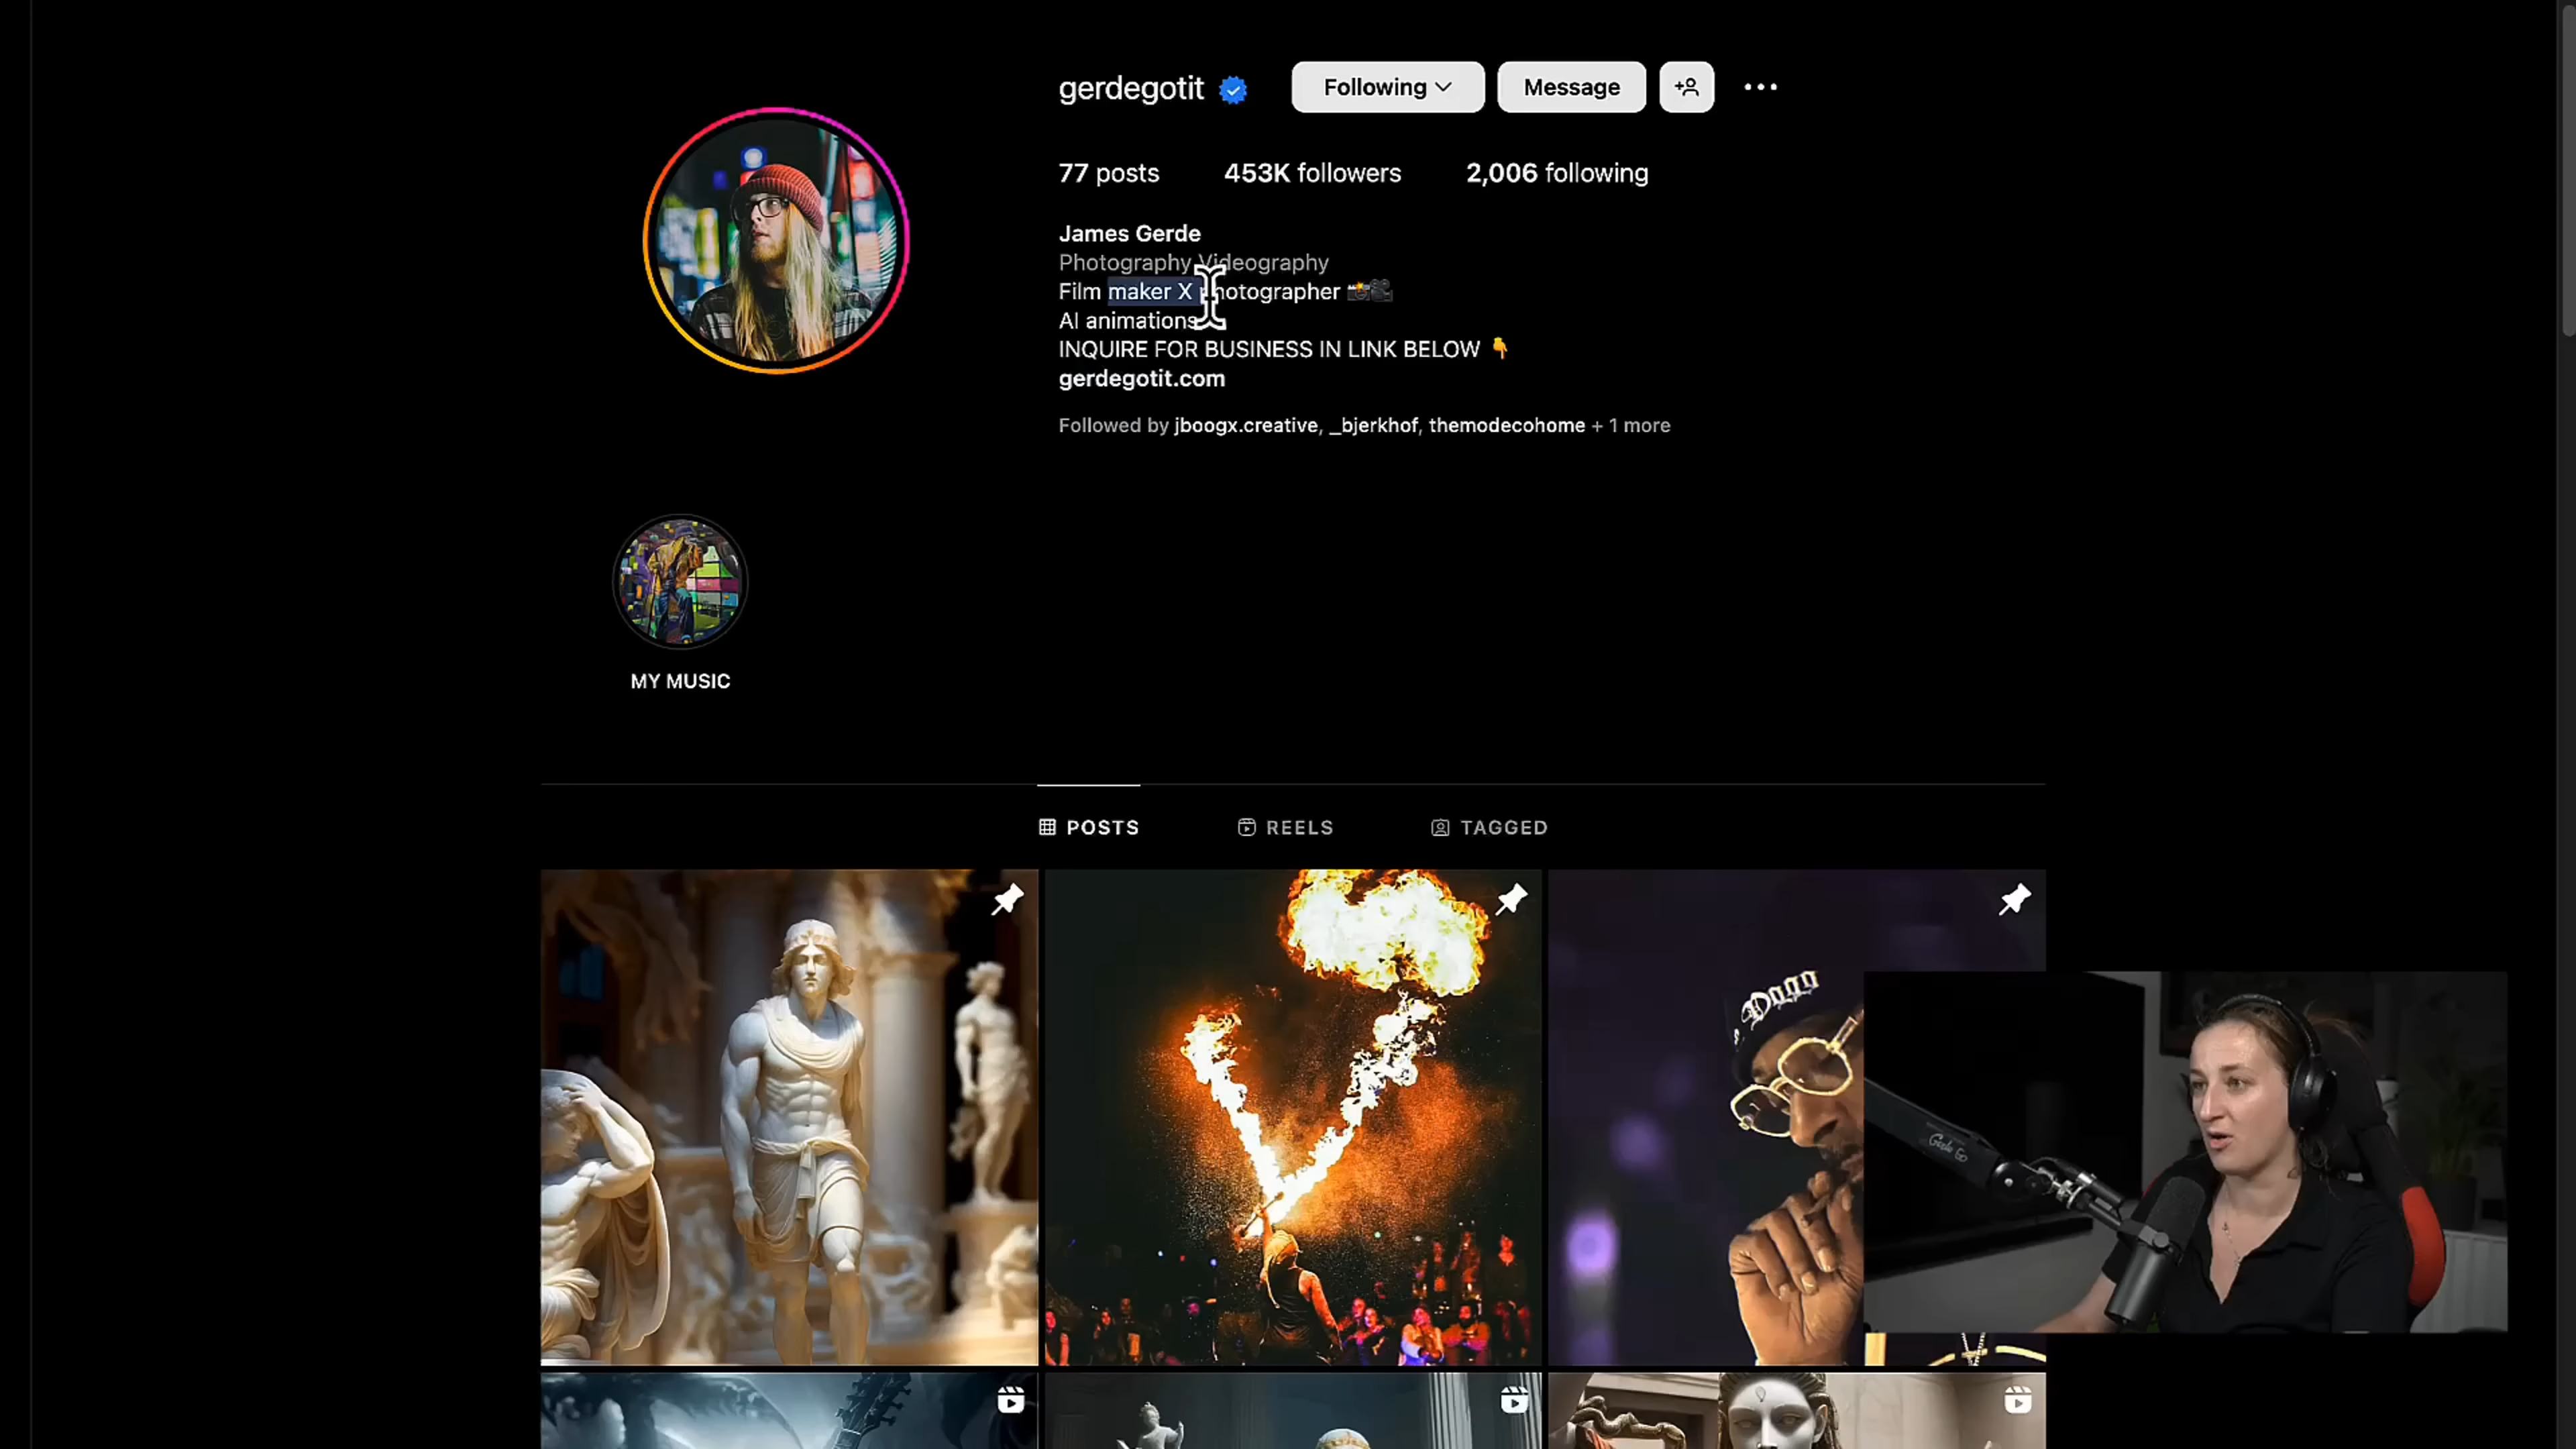 gerdegotit Following Message
77 posts 453K followers 2,006 following
James Gerde
Photography Videography
Film maker X photographer
AI animations
INQUIRE FOR BUSINESS IN LINK BELOW
gerdegotit.com
Followed by jboogx.creative, _bjerkhof, themodecohome + 1 more
MY MUSIC
POSTS REELS TAGGED
Dogg